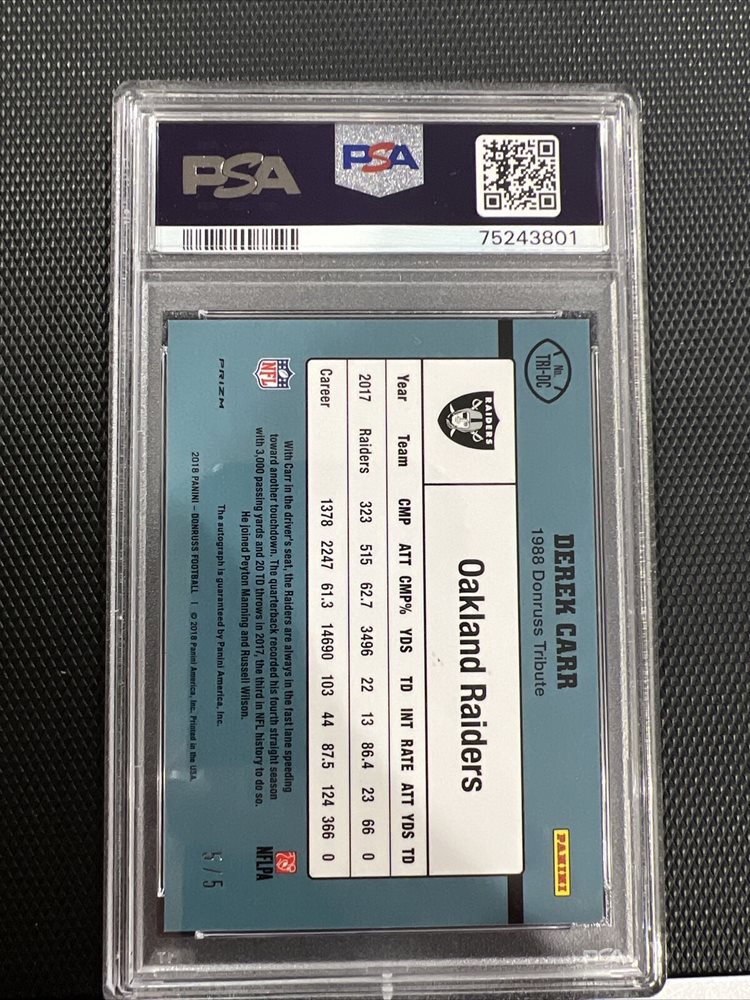 PSA
PSA
75243801
No.
TRI-DC
DEREK CARR
1988 Donruss Tribute
PANINI
RAIDERS
Oakland Raiders
Year Team CMP ATT CMP% YDS TD INT RATE ATT YDS TD
2017 Raiders 323 515 62.7 3496 22 13 86.4 23 66 0
Career 1378 2247 61.3 14690 103 44 87.5 124 366 0
NFL
With Carr in the driver's seat, the Raiders are always in the fast lane speeding
toward another touchdown. The quarterback recorded his fourth straight season
with 3,000 passing yards and 20 TD throws in 2017, the third in NFL history to do so.
He joined Peyton Manning and Russell Wilson.
NFLPA
PRIZM
The autograph is guaranteed by Panini America, Inc.
2018 PANINI – DONRUSS FOOTBALL | © 2018 Panini America, Inc. Printed in the USA.
5/5